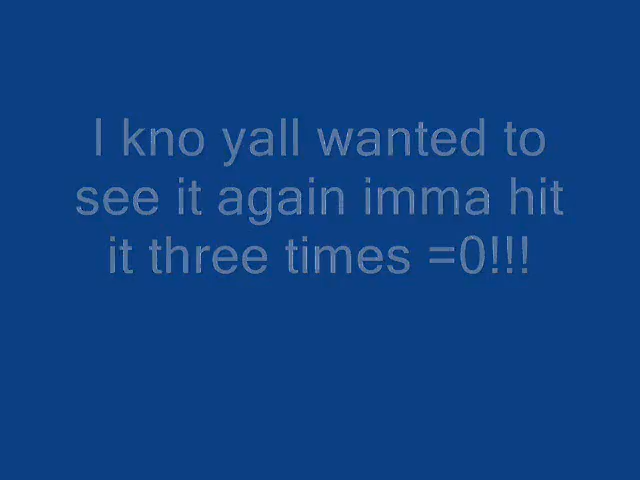 I kno yall wanted to
see it again imma hit
it three times =0!!!